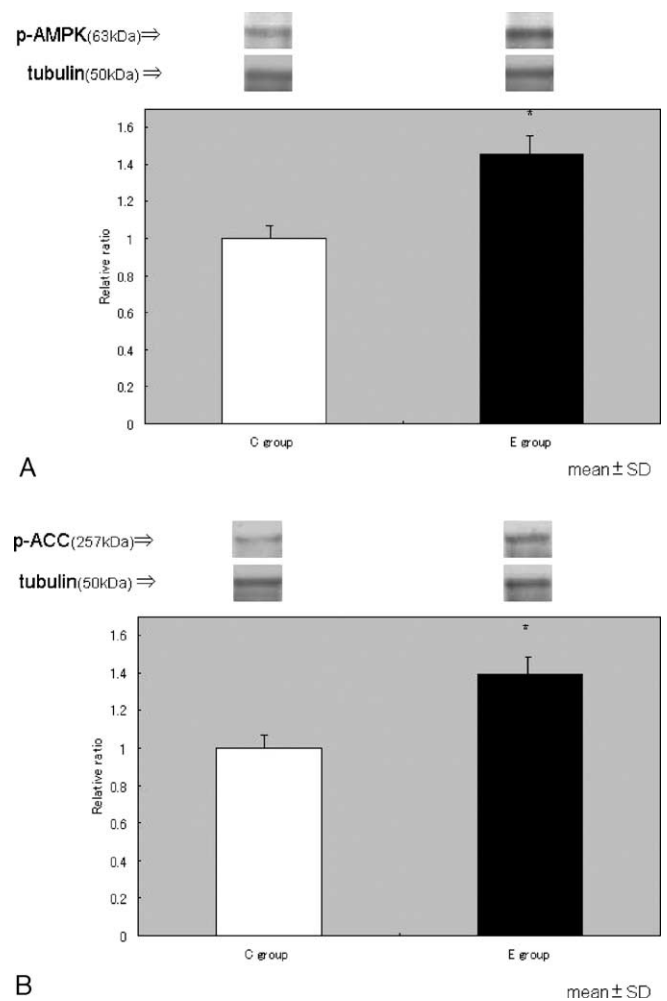 p-AMPK(63kDa)⇒
tubulin(50kDa)⇒
*
1.6
1.4
1.2
1
0.8
0.6
0.4
0.2
0
Relative ratio
C group
E group
A
mean±SD
p-ACC(257kDa)⇒
tubulin(50kDa)⇒
*
1.6
1.4
1.2
1
0.8
0.6
0.4
0.2
0
Relative ratio
C group
E group
B
mean±SD